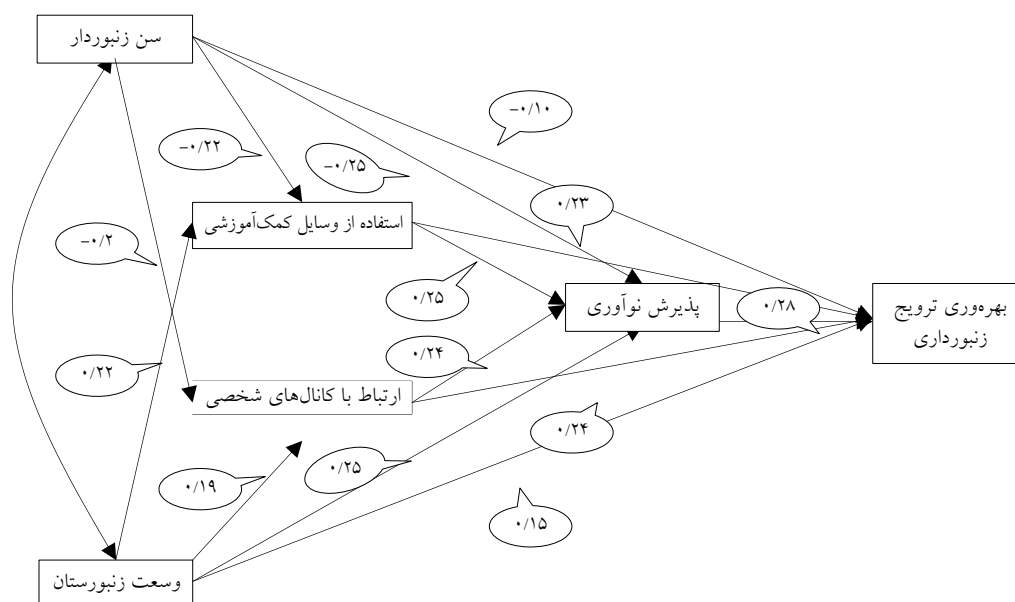 سن زنبوردار
−۰/۱۰
−۰/۲۲
−۰/۲۵
۰/۲۳
استفاده از وسایل کمک‌آموزشی
−۰/۲
۰/۲۵
پذیرش نوآوری
۰/۲۸
بهره‌وری ترویج
زنبورداری
۰/۲۴
۰/۲۲
ارتباط با کانال‌های شخصی
۰/۲۴
۰/۲۵
۰/۱۹
۰/۱۵
وسعت زنبورستان